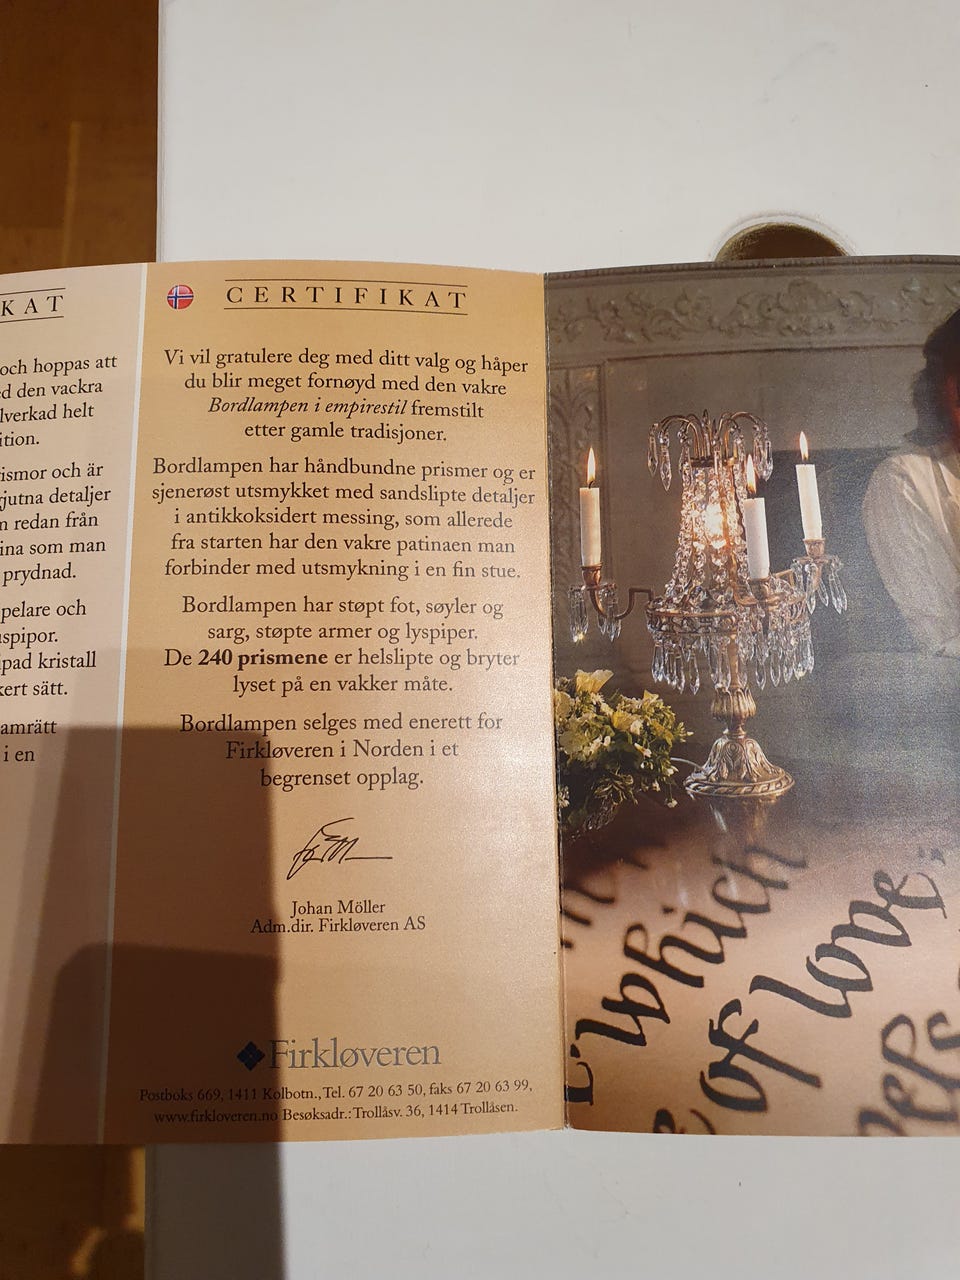 KAT
och hoppas att
d den vackra
lverkad helt
ition.
ismor och är
gjutna detaljer
n redan från
ina som man
prydnad.
pelare och
uspipor.
ipad kristall
kert sätt.
amrätt
i en
CERTIFIKAT
Vi vil gratulere deg med ditt valg og håper
du blir meget fornøyd med den vakre
Bordlampen i empirestil fremstilt
etter gamle tradisjoner.
Bordlampen har håndbundne prismer og er
sjenerøst utsmykket med sandslipte detaljer
i antikkoksidert messing, som allerede
fra starten har den vakre patinaen man
forbinder med utsmykning i en fin stue.
Bordlampen har støpt fot, søyler og
sarg, støpte armer og lyspiper.
De 240 prismene er helslipte og bryter
lyset på en vakker måte.
Bordlampen selges med enerett for
Firkløveren i Norden i et
begrenset opplag.
Johan Möller
Adm.dir. Firkløveren AS
Firkløveren
Postboks 669, 1411 Kolbotn., Tel. 67 20 63 50, faks 67 20 63 99,
www.firkloveren.no Besøksadr.: Trollåsv. 36, 1414 Trollåsen.
which
of love;